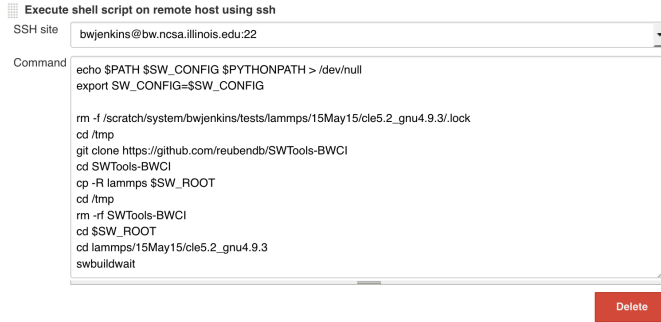 Execute shell script on remote host using ssh
SSH site
bwjenkins@bw.ncsa.illinois.edu:22
Command
echo $PATH $SW_CONFIG $PYTHONPATH > /dev/null
export SW_CONFIG=$SW_CONFIG
rm -f /scratch/system/bwjenkins/tests/lammps/15May15/cle5.2_gnu4.9.3/.lock
cd /tmp
git clone https://github.com/reubendb/SWTools-BWCI
cd SWTools-BWCI
cp -R lammps $SW_ROOT
cd /tmp
rm -rf SWTools-BWCI
cd $SW_ROOT
cd lammps/15May15/cle5.2_gnu4.9.3
swbuildwait
Delete